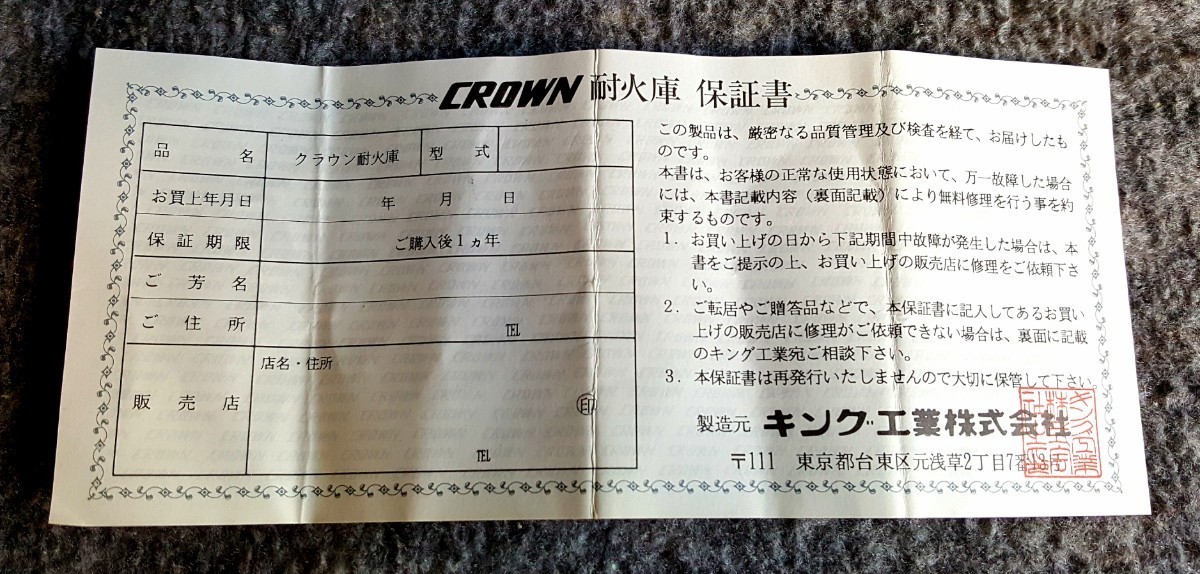 CROWN 耐火庫 保証書
品名 クラウン耐火庫 型式
お買上年月日 年 月 日
保証期限 ご購入後1ヵ年
ご芳名
ご住所 TEL
販売店 店名・住所
印
TEL
この製品は、厳密なる品質管理及び検査を経て、お届けしたも
のです。
本書は、お客様の正常な使用状態において、万一故障した場合
には、本書記載内容（裏面記載）により無料修理を行う事を約
束するものです。
1. お買い上げの日から下記期間中故障が発生した場合は、本
書をご提示の上、お買い上げの販売店に修理をご依頼下さ
い。
2. ご転居やご贈答品などで、本保証書に記入してあるお買い
上げの販売店に修理がご依頼できない場合は、裏面に記載
のキング工業宛ご相談下さい。
3. 本保証書は再発行いたしませんので大切に保管して下さい。
製造元 キング工業株式会社
〒111 東京都台東区元浅草2丁目7番